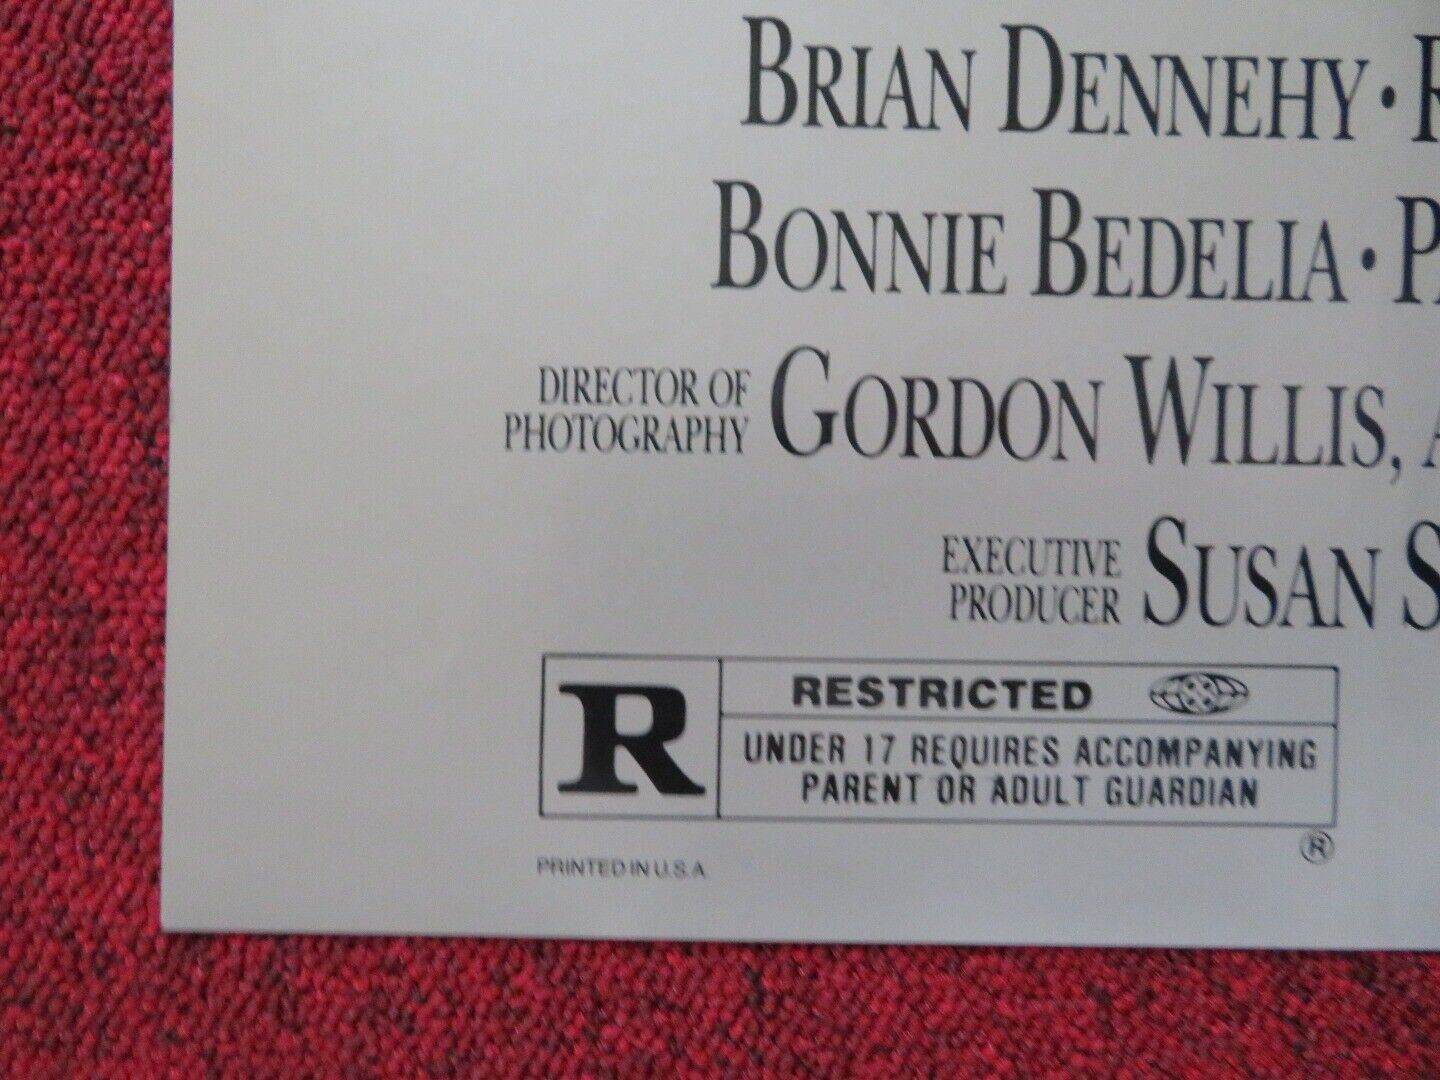 BRIAN DENNEHY · R
BONNIE BEDELIA · PA
DIRECTOR OF PHOTOGRAPHY GORDON WILLIS, A
EXECUTIVE PRODUCER SUSAN S
R RESTRICTED
UNDER 17 REQUIRES ACCOMPANYING
PARENT OR ADULT GUARDIAN
®
PRINTED IN U.S.A.